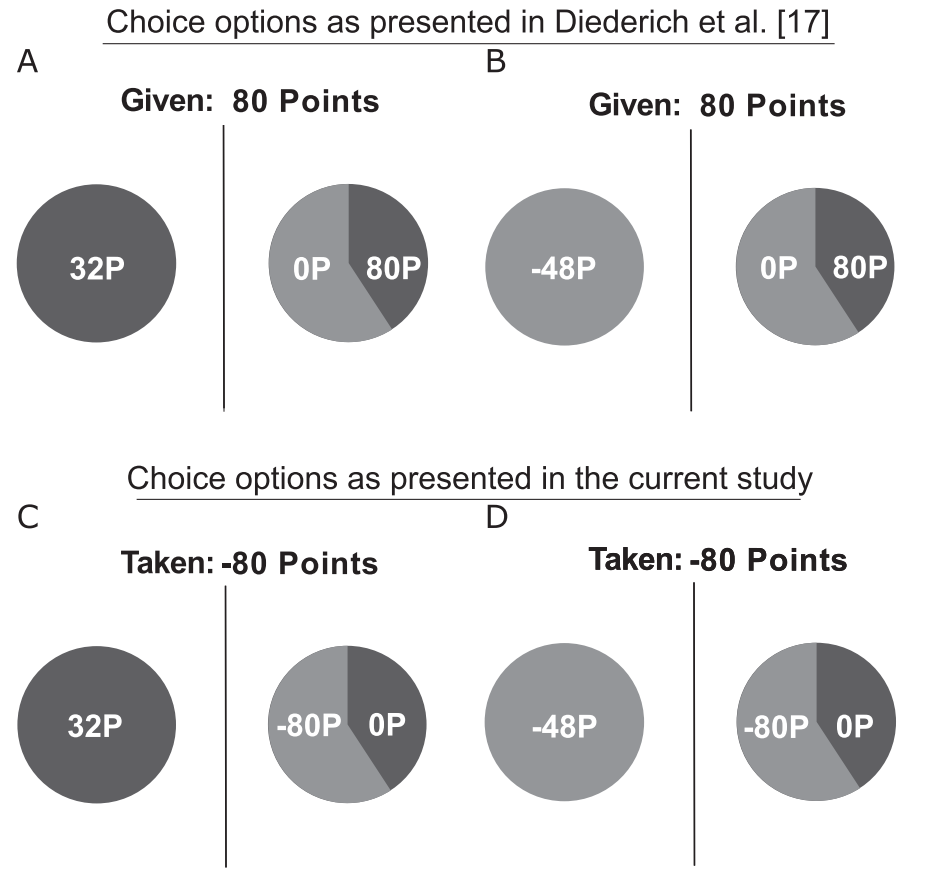 Choice options as presented in Diederich et al. [17]
A
B
Given: 80 Points
Given: 80 Points
32P
0P
80P
-48P
0P
80P
Choice options as presented in the current study
C
D
Taken: -80 Points
Taken: -80 Points
32P
-80P
0P
-48P
-80P
0P